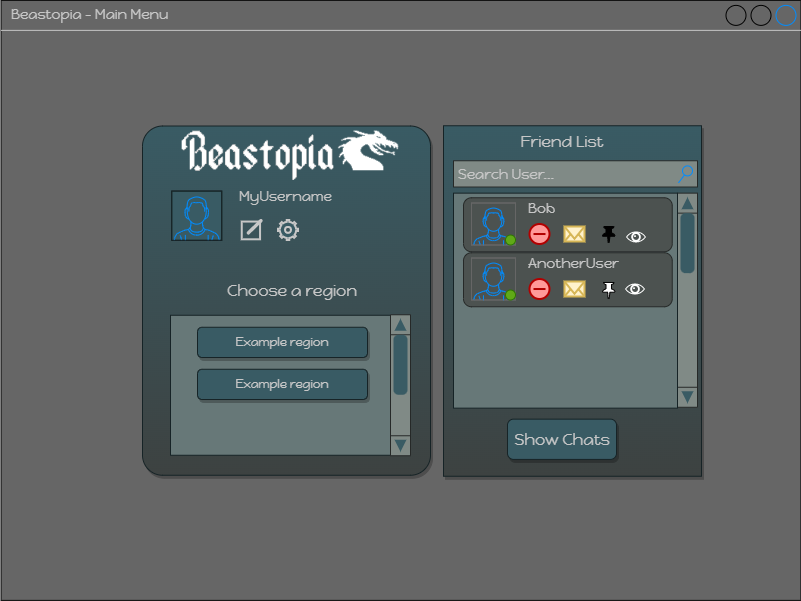 Beastopia - Main Menu
Beastopia
MyUsername
Choose a region
Example region
Example region
Friend List
Search User...
Bob
AnotherUser
Show Chats